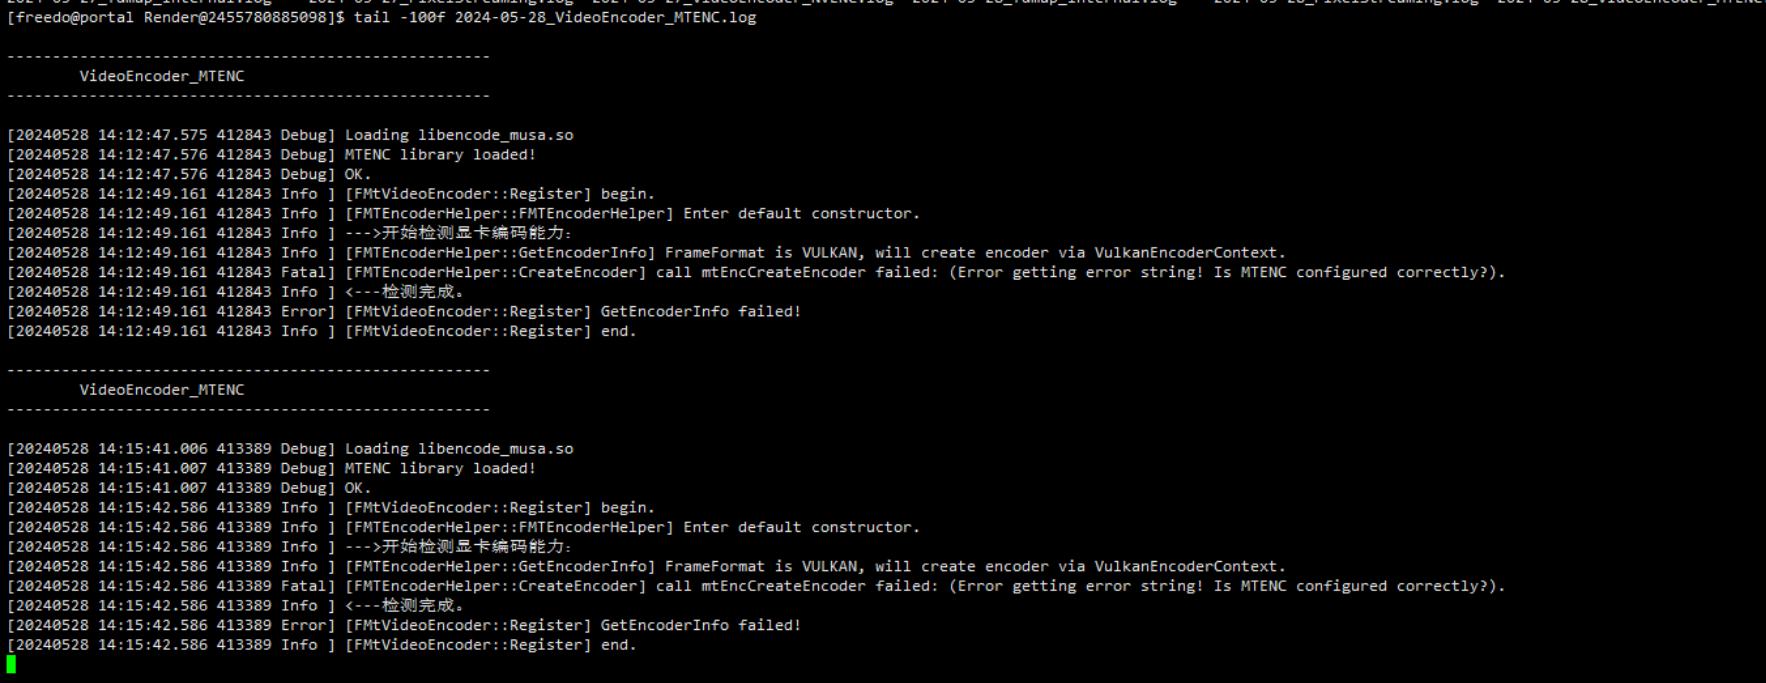 [freedo@portal Render@2455780885098]$ tail -100f 2024-05-28_VideoEncoder_MTENC.log
-----------------------------------------------------
VideoEncoder_MTENC
-----------------------------------------------------
[20240528 14:12:47.575 412843 Debug] Loading libencode_musa.so
[20240528 14:12:47.576 412843 Debug] MTENC library loaded!
[20240528 14:12:47.576 412843 Debug] OK.
[20240528 14:12:49.161 412843 Info ] [FMtVideoEncoder::Register] begin.
[20240528 14:12:49.161 412843 Info ] [FMTEncoderHelper::FMTEncoderHelper] Enter default constructor.
[20240528 14:12:49.161 412843 Info ] --->开始检测显卡编码能力:
[20240528 14:12:49.161 412843 Info ] [FMTEncoderHelper::GetEncoderInfo] FrameFormat is VULKAN, will create encoder via VulkanEncoderContext.
[20240528 14:12:49.161 412843 Fatal] [FMTEncoderHelper::CreateEncoder] call mtEncCreateEncoder failed: (Error getting error string! Is MTENC configured correctly?).
[20240528 14:12:49.161 412843 Info ] <---检测完成。
[20240528 14:12:49.161 412843 Error] [FMtVideoEncoder::Register] GetEncoderInfo failed!
[20240528 14:12:49.161 412843 Info ] [FMtVideoEncoder::Register] end.
-----------------------------------------------------
VideoEncoder_MTENC
-----------------------------------------------------
[20240528 14:15:41.006 413389 Debug] Loading libencode_musa.so
[20240528 14:15:41.007 413389 Debug] MTENC library loaded!
[20240528 14:15:41.007 413389 Debug] OK.
[20240528 14:15:42.586 413389 Info ] [FMtVideoEncoder::Register] begin.
[20240528 14:15:42.586 413389 Info ] [FMTEncoderHelper::FMTEncoderHelper] Enter default constructor.
[20240528 14:15:42.586 413389 Info ] --->开始检测显卡编码能力:
[20240528 14:15:42.586 413389 Info ] [FMTEncoderHelper::GetEncoderInfo] FrameFormat is VULKAN, will create encoder via VulkanEncoderContext.
[20240528 14:15:42.586 413389 Fatal] [FMTEncoderHelper::CreateEncoder] call mtEncCreateEncoder failed: (Error getting error string! Is MTENC configured correctly?).
[20240528 14:15:42.586 413389 Info ] <---检测完成。
[20240528 14:15:42.586 413389 Error] [FMtVideoEncoder::Register] GetEncoderInfo failed!
[20240528 14:15:42.586 413389 Info ] [FMtVideoEncoder::Register] end.